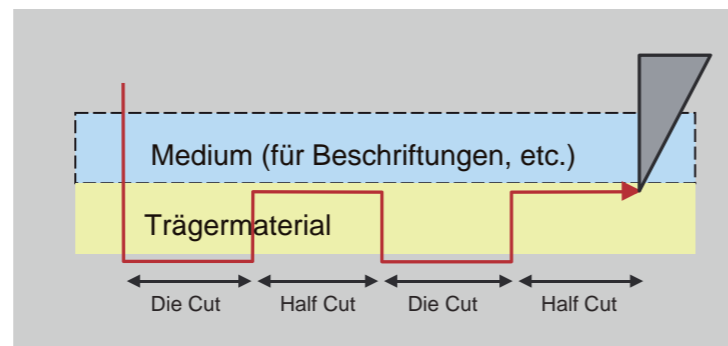 Medium (für Beschriftungen, etc.)
Trägermaterial
Die Cut Half Cut Die Cut Half Cut